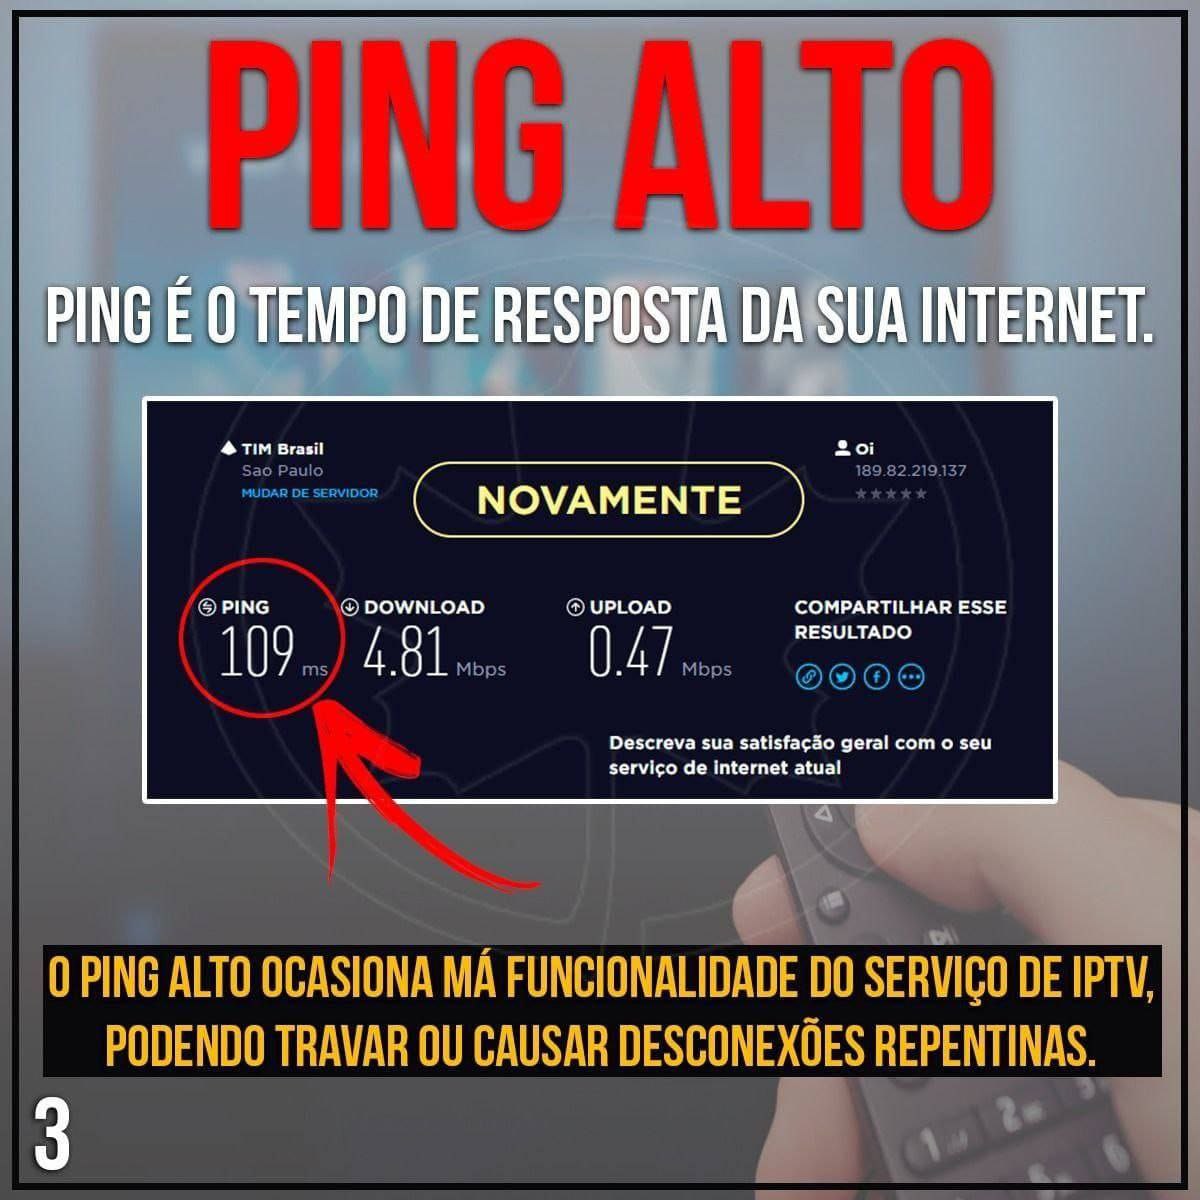 PING ALTO
PING É O TEMPO DE RESPOSTA DA SUA INTERNET.
TIM Brasil
Sao Paulo
MUDAR DE SERVIDOR
NOVAMENTE
Oi
189.82.219.137
PING
109 ms
DOWNLOAD
4.81 Mbps
UPLOAD
0.47 Mbps
COMPARTILHAR ESSE
RESULTADO
Descreva sua satisfação geral com o seu
serviço de internet atual
O PING ALTO OCASIONA MÁ FUNCIONALIDADE DO SERVIÇO DE IPTV,
PODENDO TRAVAR OU CAUSAR DESCONEXÕES REPENTINAS.
3
1
2